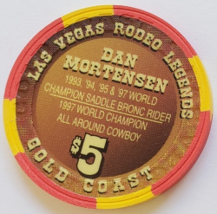 LAS VEGAS RODEO LEGENDS
DAN
MORTENSEN
1993, '94, '95 & '97 WORLD
CHAMPION SADDLE BRONC RIDER
1997 WORLD CHAMPION
ALL AROUND COWBOY
$5
GOLD COAST